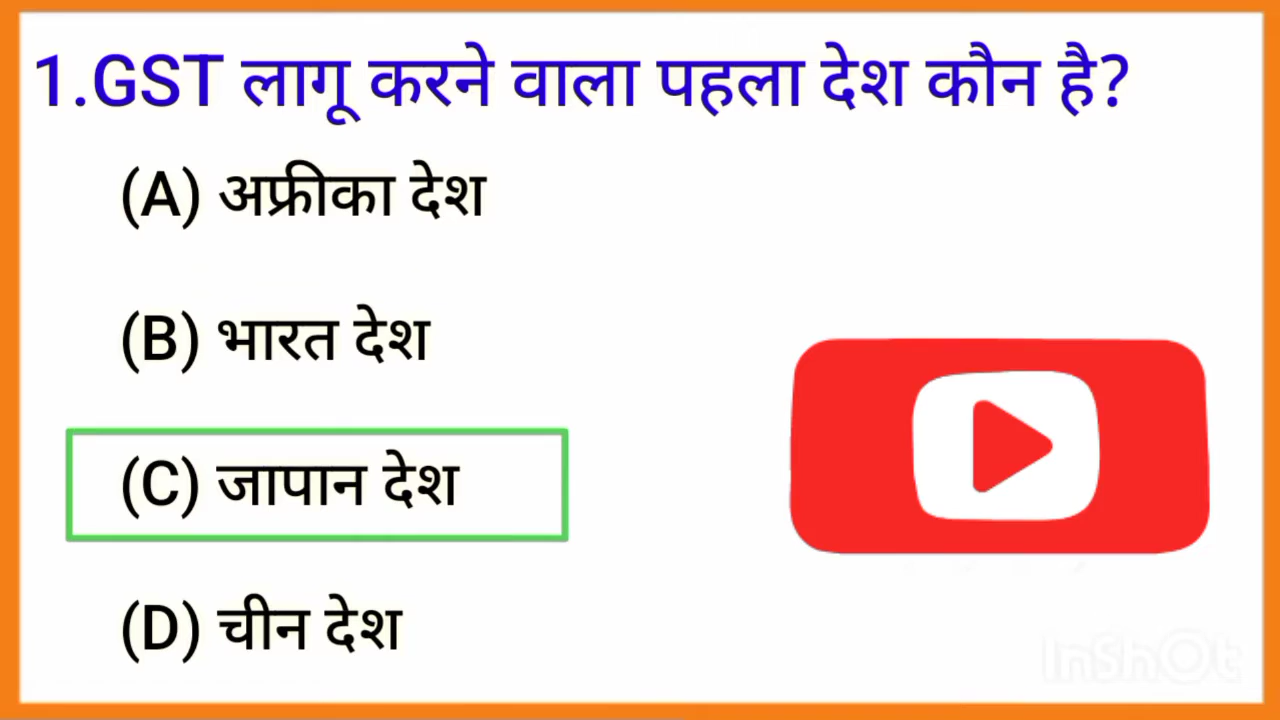 1.GST लागू करने वाला पहला देश कौन है?
(A) अफ्रीका देश
(B) भारत देश
(C) जापान देश
(D) चीन देश
InShOt